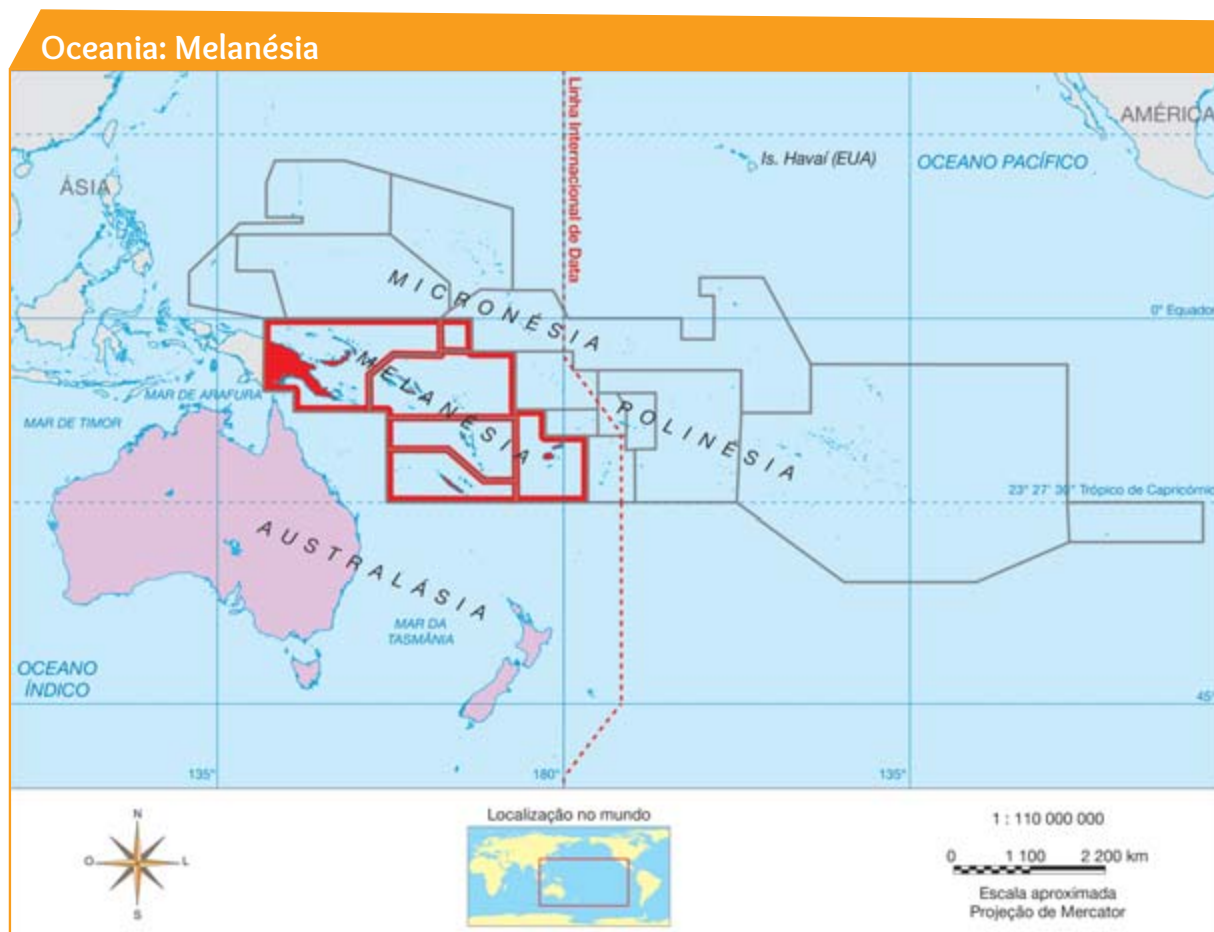 Oceania: Melanésia
Linha Internacional de Data
AMÉRICA
Is. Havaí (EUA)
OCEANO PACÍFICO
ÁSIA
MICRONÉSIA
0° Equador
MELANÉSIA
MAR DE ARAFURA
MAR DE TIMOR
POLINÉSIA
23° 27' 30" Trópico de Capricórnio
AUSTRALÁSIA
MAR DA
TASMÂNIA
OCEANO
ÍNDICO
45°
135°
180°
135°
N
O
L
S
Localização no mundo
1 : 110 000 000
0 1 100 2 200 km
Escala aproximada
Projeção de Mercator